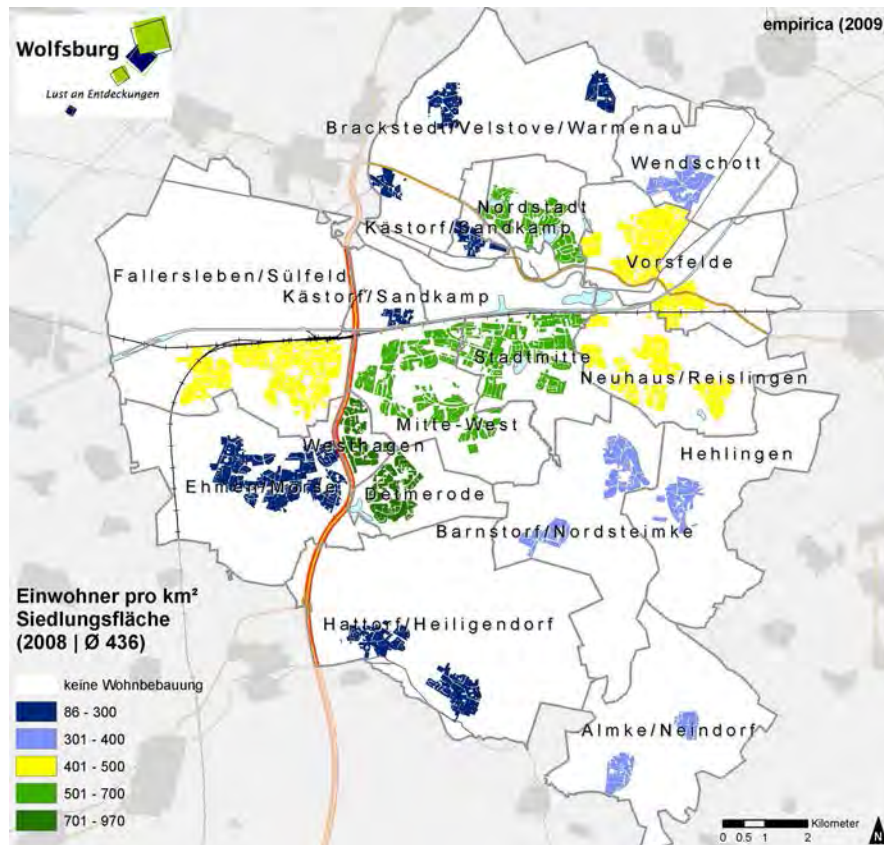 Wolfsburg
Lust an Entdeckungen
empirica (2009
Brackstedt/Velstove/Warmenau
Wendschott
Nordstadt
Kästorf/Sandkamp
Vorsfelde
Fallersleben/Sülfeld
Kästorf/Sandkamp
Stadtmitte
Neuhaus/Reislingen
Mitte-West
Westhagen
Hehlingen
Ehmen/Mörse
Detmerode
Barnstorf/Nordsteimke
Einwohner pro km²
Siedlungsfläche
(2008 | Ø 436)
Hattorf/Heiligendorf
keine Wohnbebauung
86 - 300
301 - 400
401 - 500
501 - 700
701 - 970
Almke/Neindorf
Kilometer
0 0.5 1 2
N